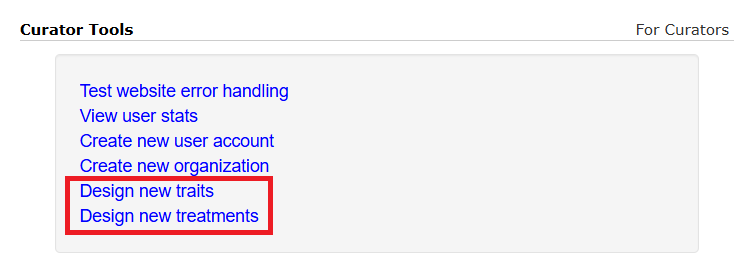 Curator Tools For Curators
Test website error handling
View user stats
Create new user account
Create new organization
Design new traits
Design new treatments